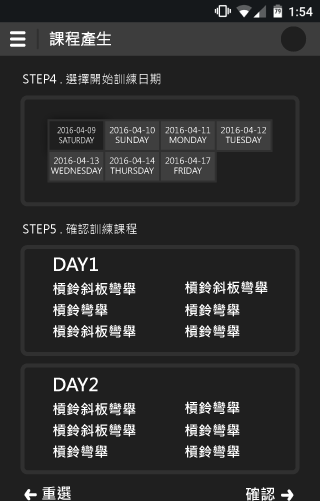 79 1:54
課程產生
STEP4 . 選擇開始訓練日期
2016-04-09 2016-04-10 2016-04-11 2016-04-12
SATURDAY SUNDAY MONDAY TUESDAY
2016-04-13 2016-04-14 2016-04-17
WEDNESDAY THURSDAY FRIDAY
STEP5 . 確認訓練課程
DAY1
槓鈴斜板彎舉 槓鈴斜板彎舉
槓鈴彎舉 槓鈴彎舉
槓鈴斜板彎舉 槓鈴彎舉
DAY2
槓鈴斜板彎舉 槓鈴彎舉
槓鈴斜板彎舉 槓鈴彎舉
槓鈴彎舉 槓鈴彎舉
重選 確認